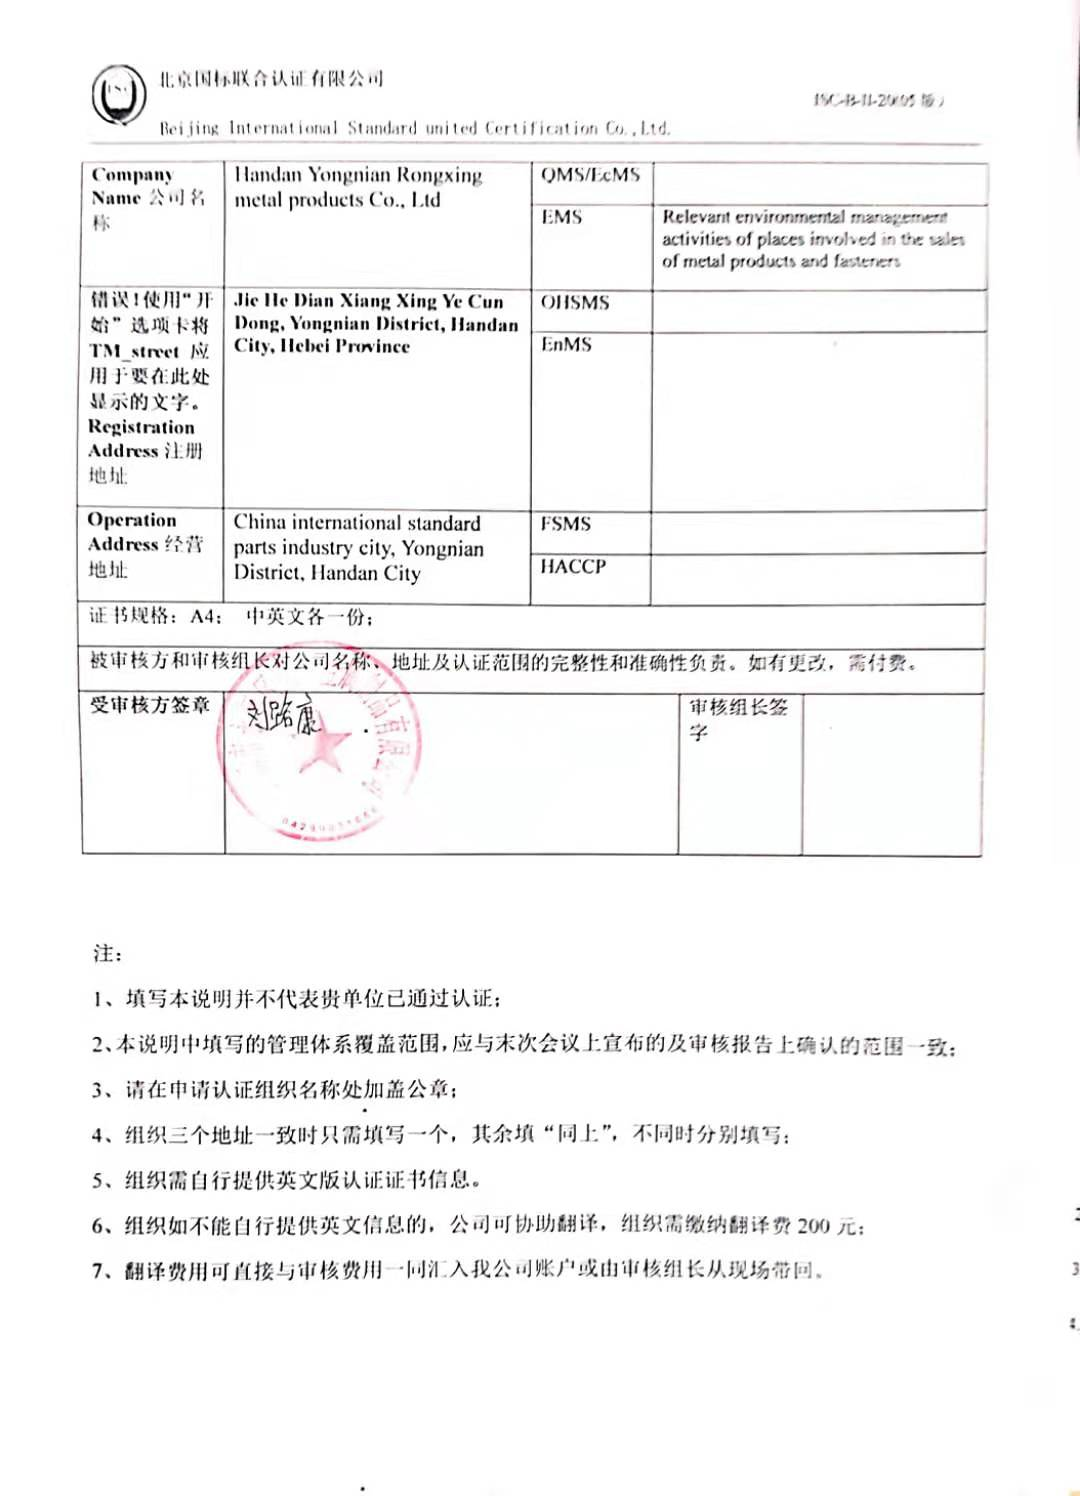 北京国标联合认证有限公司
ISC-B-II-20(05版)
Beijing International Standard united Certification Co.,Ltd.
Company
Name 公司名
称
Handan Yongnian Rongxing
metal products Co., Ltd
QMS/EcMS
EMS
Relevant environmental management
activities of places involved in the sales
of metal products and fasteners
错误!使用“开
始”选项卡将
TM_street 应
用于要在此处
显示的文字。
Registration
Address 注册
地址
Jie He Dian Xiang Xing Ye Cun
Dong, Yongnian District, Handan
City, Hebei Province
OHSMS
EnMS
Operation
Address 经营
地址
China international standard
parts industry city, Yongnian
District, Handan City
FSMS
HACCP
证书规格：A4； 中英文各一份；
被审核方和审核组长对公司名称、地址及认证范围的完整性和准确性负责。如有更改，需付费。
受审核方签章
审核组长签
字
注：
1、填写本说明并不代表贵单位已通过认证；
2、本说明中填写的管理体系覆盖范围，应与末次会议上宣布的及审核报告上确认的范围一致；
3、请在申请认证组织名称处加盖公章；
4、组织三个地址一致时只需填写一个，其余填“同上”，不同时分别填写；
5、组织需自行提供英文版认证证书信息。
6、组织如不能自行提供英文信息的，公司可协助翻译，组织需缴纳翻译费 200 元；
7、翻译费用可直接与审核费用一同汇入我公司账户或由审核组长从现场带回。